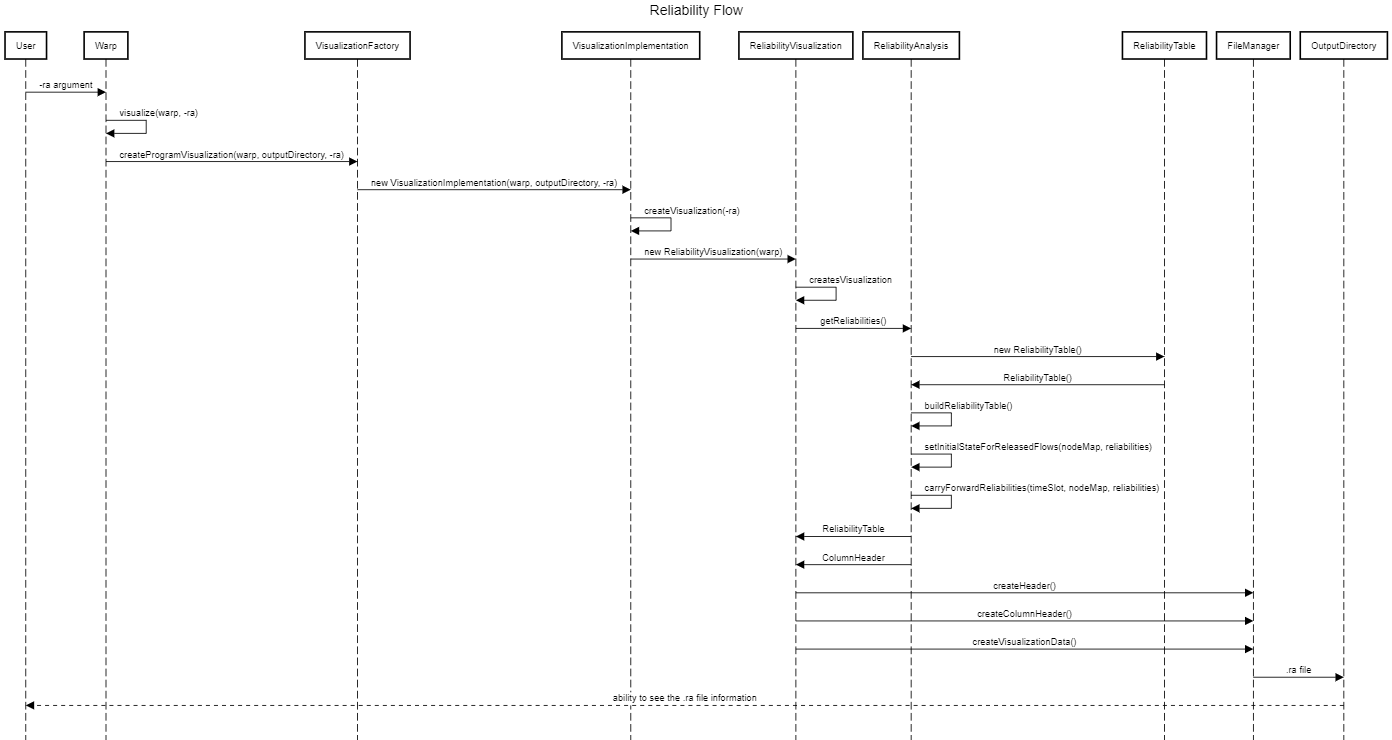 Reliability Flow
User
Warp
VisualizationFactory
VisualizationImplementation
ReliabilityVisualization
ReliabilityAnalysis
ReliabilityTable
FileManager
OutputDirectory
-ra argument
visualize(warp, -ra)
createProgramVisualization(warp, outputDirectory, -ra)
new VisualizationImplementation(warp, outputDirectory, -ra)
createVisualization(-ra)
new ReliabilityVisualization(warp)
createsVisualization
getReliabilities()
new ReliabilityTable()
ReliabilityTable()
buildReliabilityTable()
setInitialStateForReleasedFlows(nodeMap, reliabilities)
carryForwardReliabilities(timeSlot, nodeMap, reliabilities)
ReliabilityTable
ColumnHeader
createHeader()
createColumnHeader()
createVisualizationData()
.ra file
ability to see the .ra file information